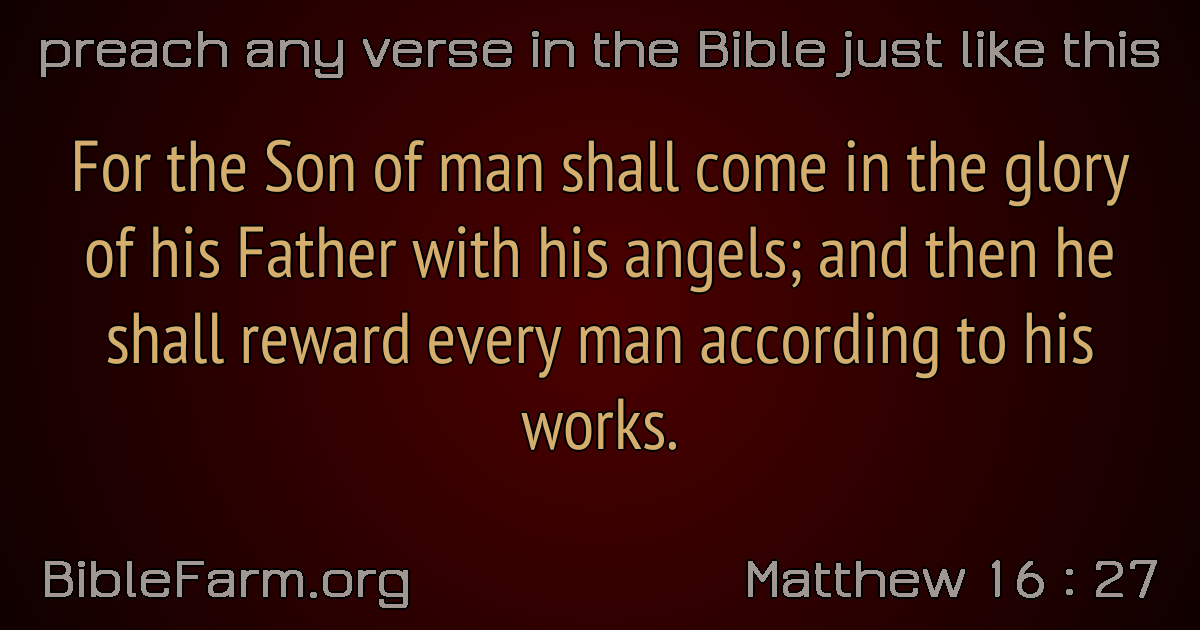 preach any verse in the Bible just like this
For the Son of man shall come in the glory
of his Father with his angels; and then he
shall reward every man according to his
works.
BibleFarm.org
Matthew 16 : 27